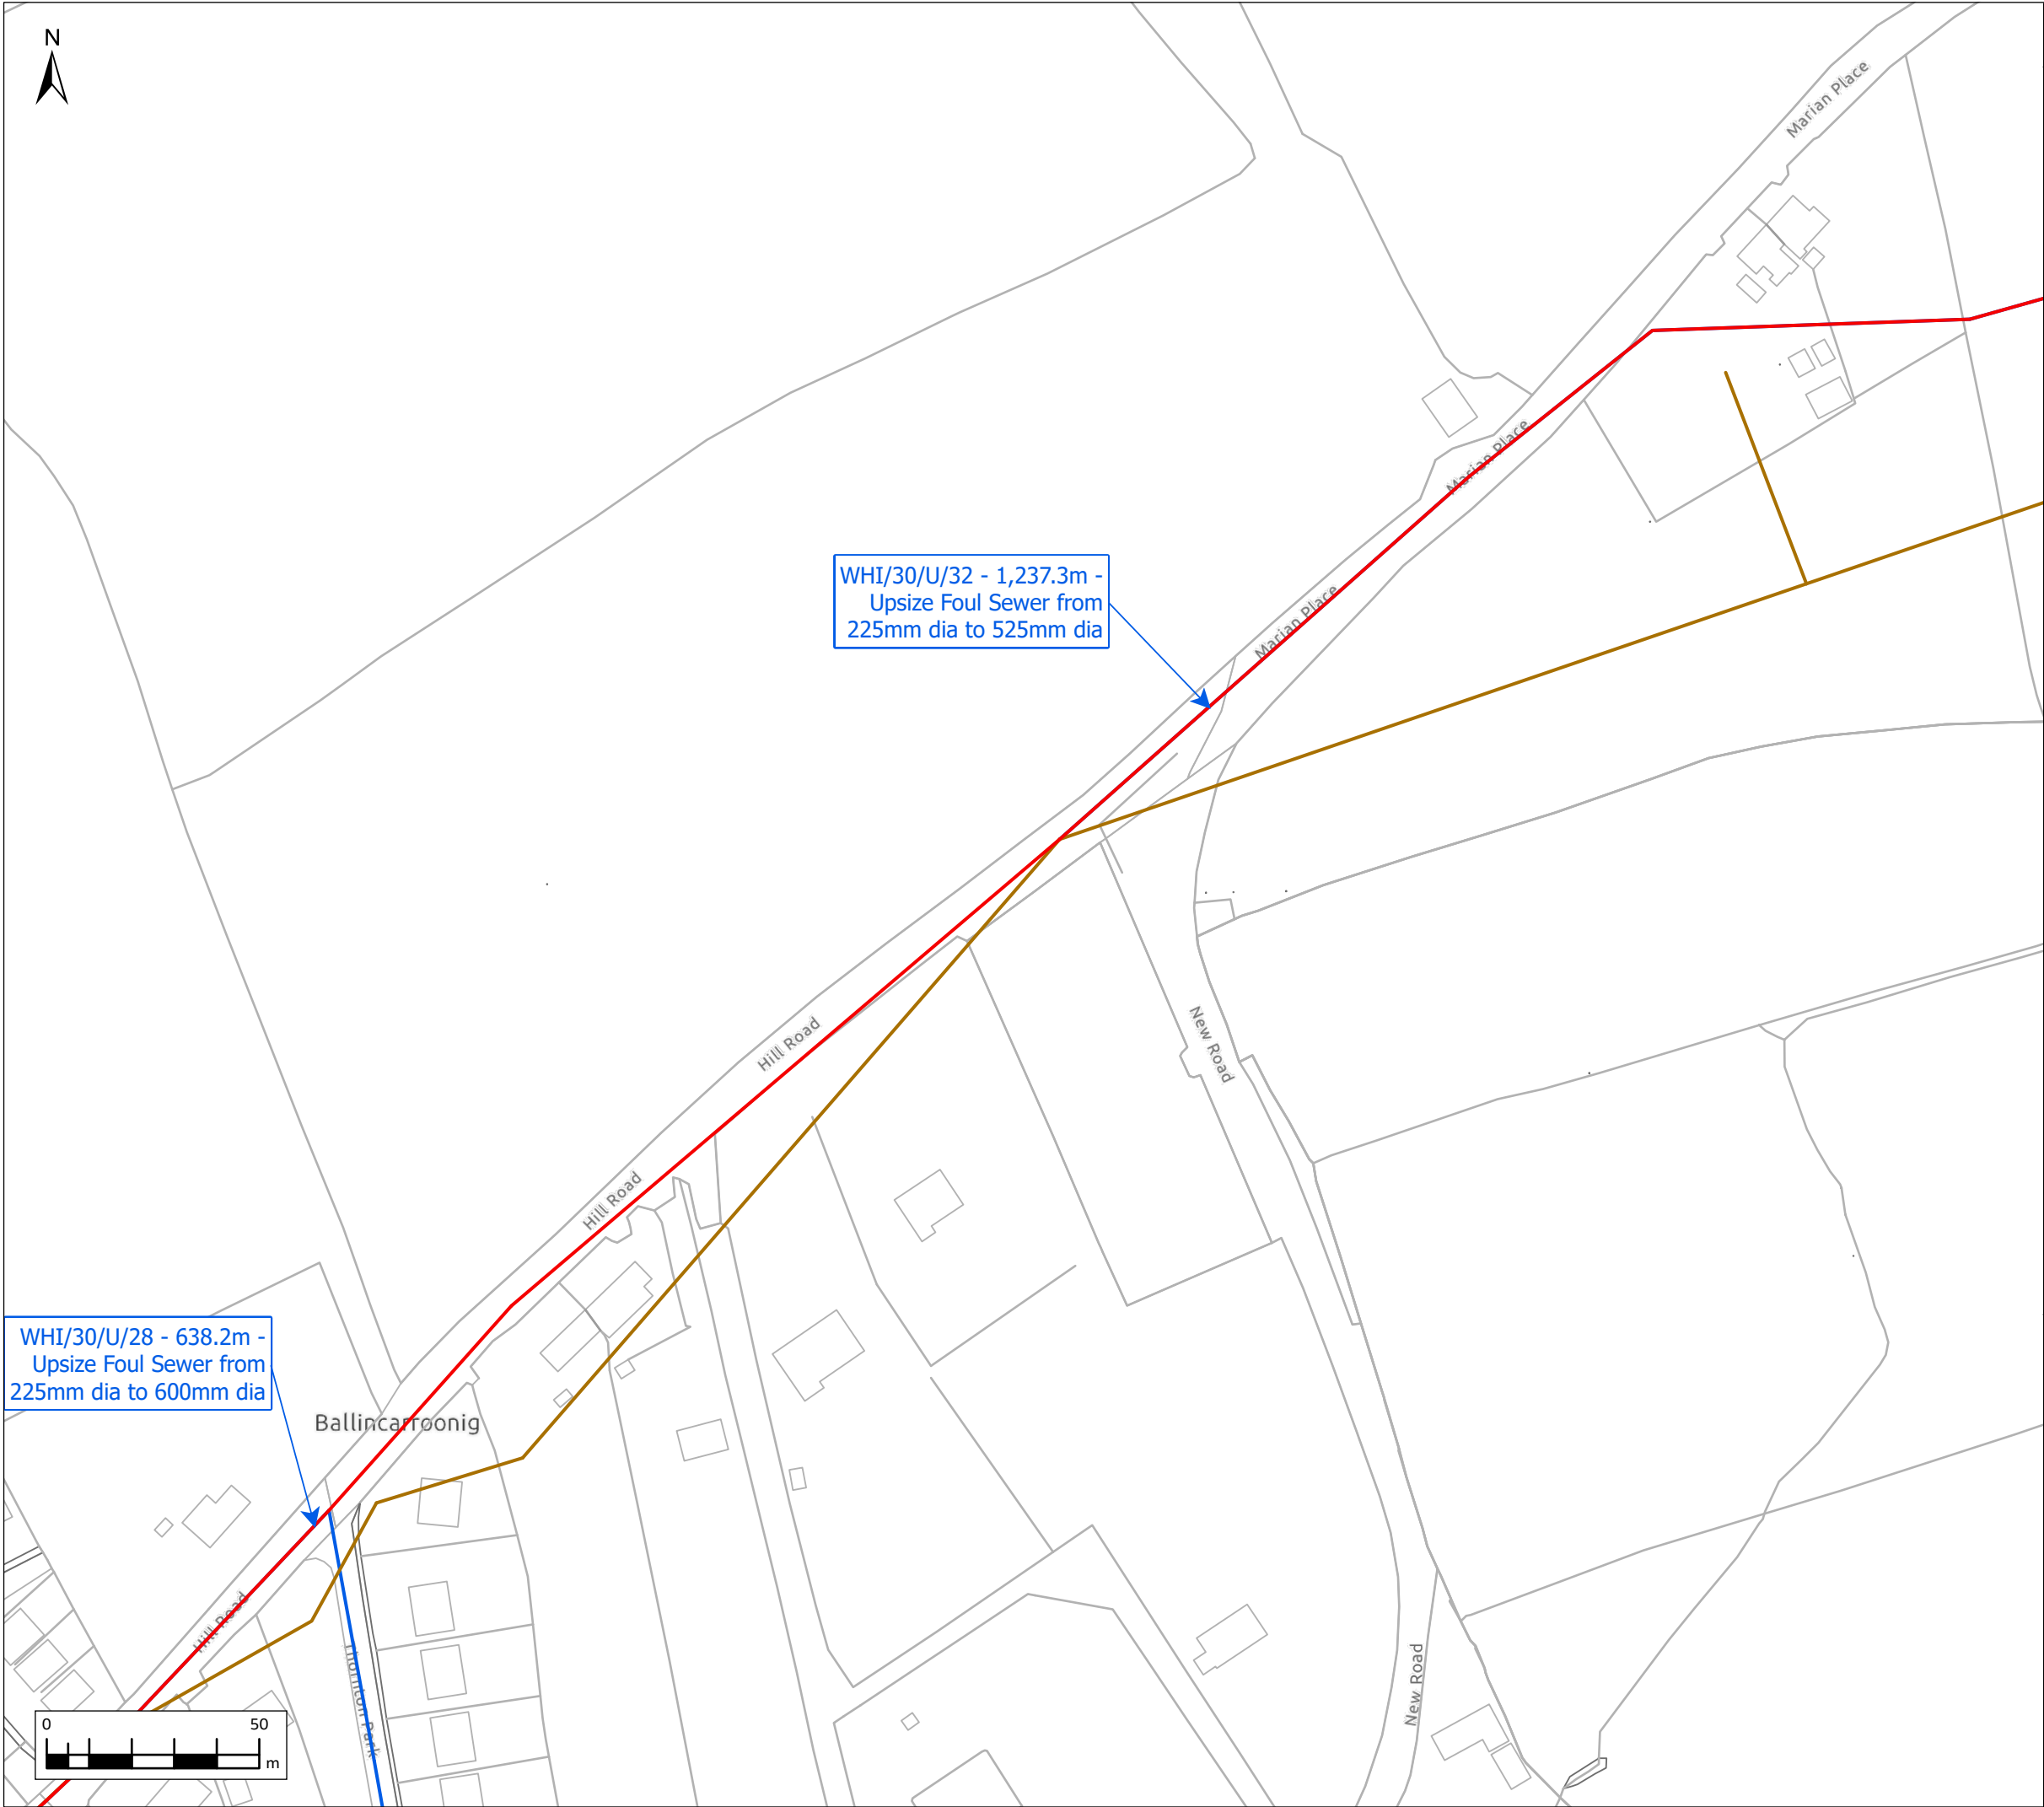 N
Marian Place
Marian Place
WHI/30/U/32 - 1,237.3m -
Upsize Foul Sewer from
225mm dia to 525mm dia
Marian Place
Hill Road
New Road
Hill Road
WHI/30/U/28 - 638.2m -
Upsize Foul Sewer from
225mm dia to 600mm dia
Ballincarroonig
Hill Road
Thornton Park
New Road
0 50
m